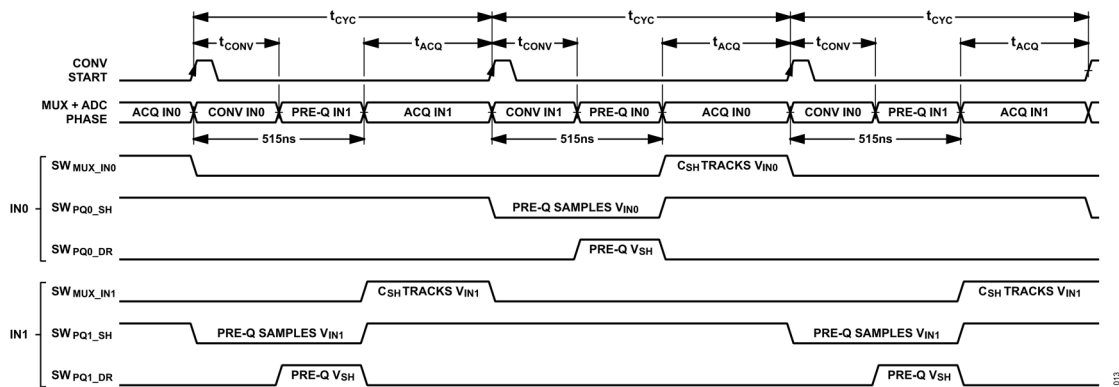 tCYC tCYC tCYC
tCONV tACQ tCONV tACQ tCONV tACQ
CONV
START
MUX + ADC
PHASE
ACQ IN0 CONV IN0 PRE-Q IN1 ACQ IN1 CONV IN1 PRE-Q IN0 ACQ IN0 CONV IN0 PRE-Q IN1 ACQ IN1
515ns 515ns 515ns
IN0
SWMUX_IN0 CSH TRACKS VIN0
SWPQ0_SH PRE-Q SAMPLES VIN0
SWPQ0_DR PRE-Q VSH
IN1
SWMUX_IN1 CSH TRACKS VIN1 CSH TRACKS VIN1
SWPQ1_SH PRE-Q SAMPLES VIN1 PRE-Q SAMPLES VIN1
SWPQ1_DR PRE-Q VSH PRE-Q VSH
013